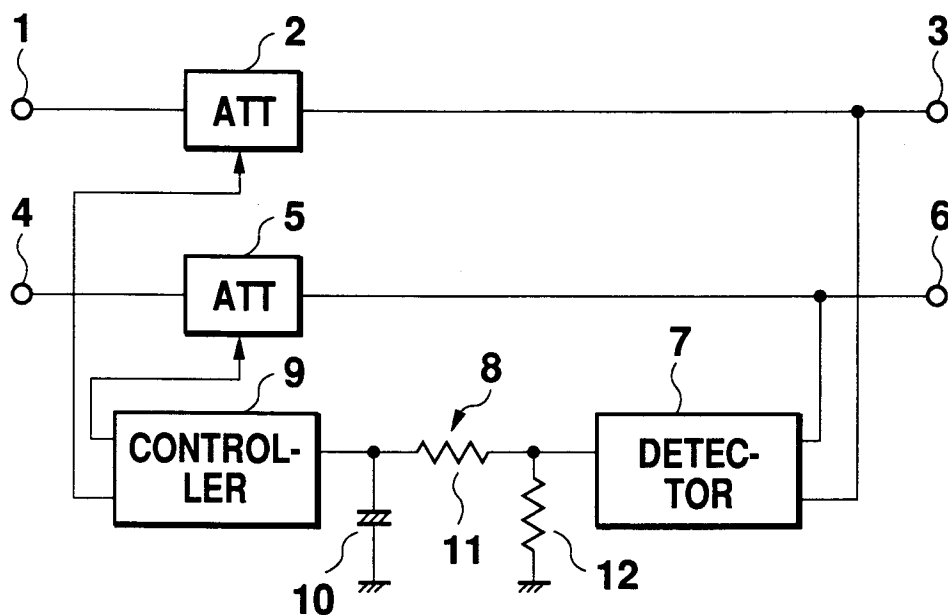 1
2
3
ATT
4
5
6
ATT
9
8
7
CONTROL-
LER
DETEC-
TOR
10
11
12